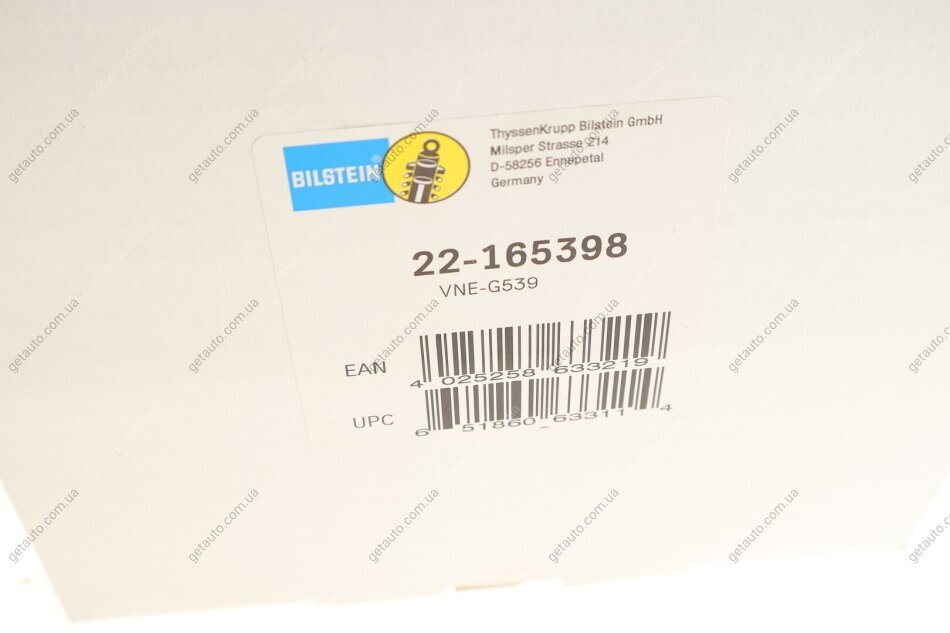 BILSTEIN®
ThyssenKrupp Bilstein GmbH
Milsper Strasse 214
D-58256 Ennepetal
Germany
22-165398
VNE-G539
EAN
4 025258 633219
UPC
6 51860 63311 4
getauto.com.ua